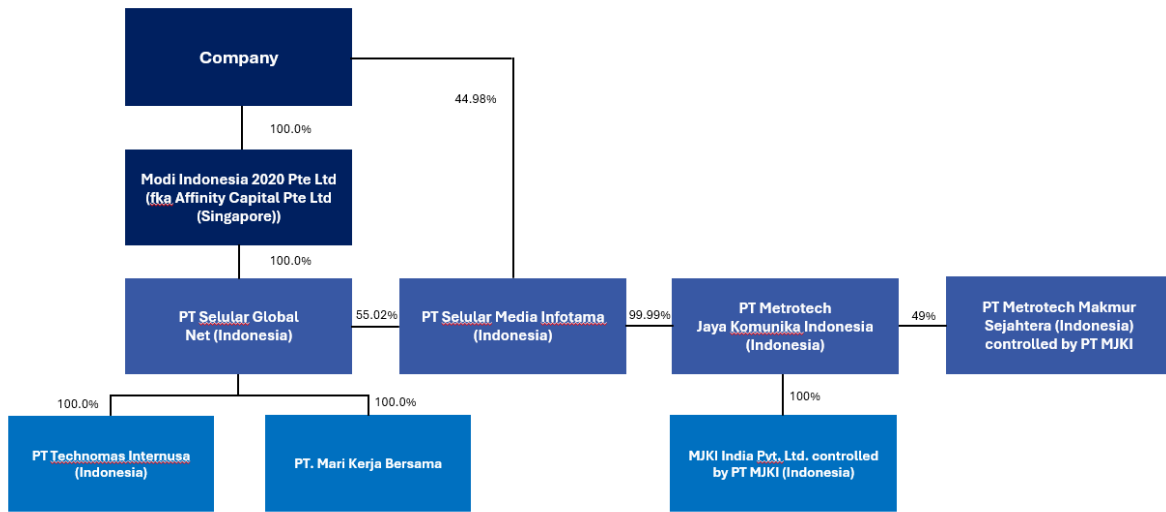 Company
44.98%
100.0%
Modi Indonesia 2020 Pte Ltd
(fka Affinity Capital Pte Ltd
(Singapore))
100.0%
PT Selular Global
Net (Indonesia)
55.02%
PT Selular Media Infotama
(Indonesia)
99.99%
PT Metrotech
Jaya Komunika Indonesia
(Indonesia)
49%
PT Metrotech Makmur
Sejahtera (Indonesia)
controlled by PT MJKI
100.0%
100.0%
100%
PT Technomas Internusa
(Indonesia)
PT. Mari Kerja Bersama
MJKI India Pvt. Ltd. controlled
by PT MJKI (Indonesia)